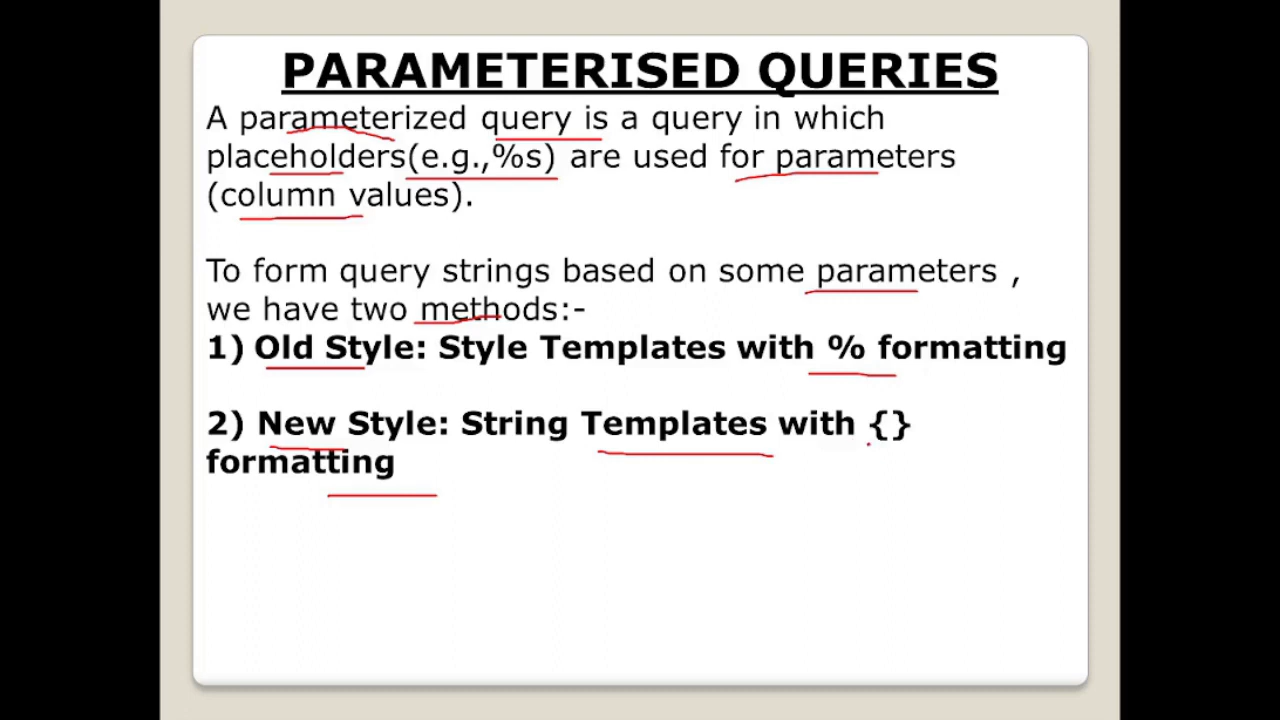 PARAMETERISED QUERIES
A parameterized query is a query in which
placeholders(e.g.,%s) are used for parameters
(column values).
To form query strings based on some parameters ,
we have two methods:-
1) Old Style: Style Templates with % formatting
2) New Style: String Templates with {}
formatting